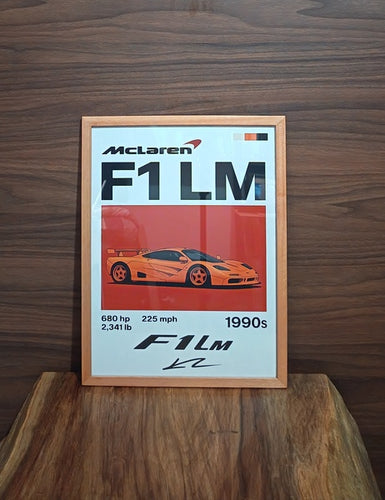 McLaren
F1 LM
680 hp 225 mph
2,341 lb
1990s
F1 LM